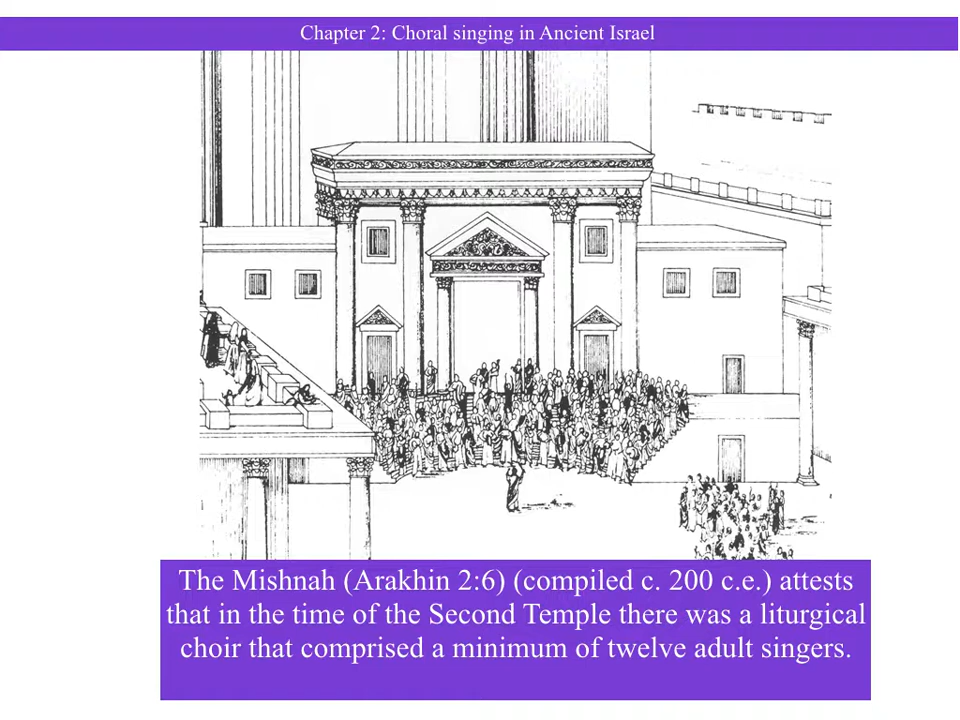 Chapter 2: Choral singing in Ancient Israel
The Mishnah (Arakhin 2:6) (compiled c. 200 c.e.) attests
that in the time of the Second Temple there was a liturgical
choir that comprised a minimum of twelve adult singers.